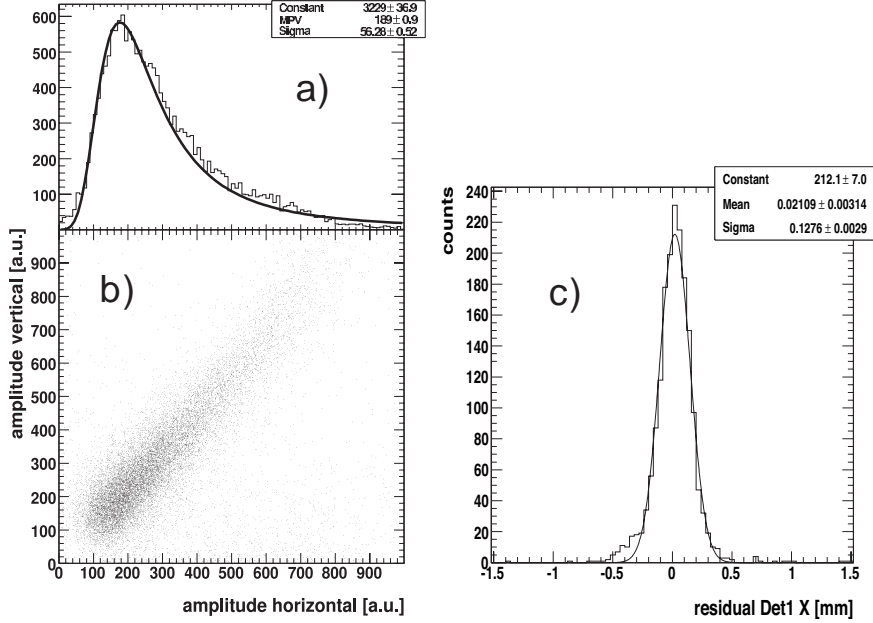 Constant 3229 ± 36.9
MPV 189 ± 0.9
Sigma 56.28 ± 0.52
600
500
400
300
200
100
a)
900
800
700
600
500
400
300
200
100
0
b)
amplitude vertical [a.u.]
0 100 200 300 400 500 600 700 800 900
amplitude horizontal [a.u.]
Constant 212.1 ± 7.0
Mean 0.02109 ± 0.00314
Sigma 0.1276 ± 0.0029
counts
240
220
200
180
160
140
120
100
80
60
40
20
0
c)
-1.5 -1 -0.5 0 0.5 1 1.5
residual Det1 X [mm]